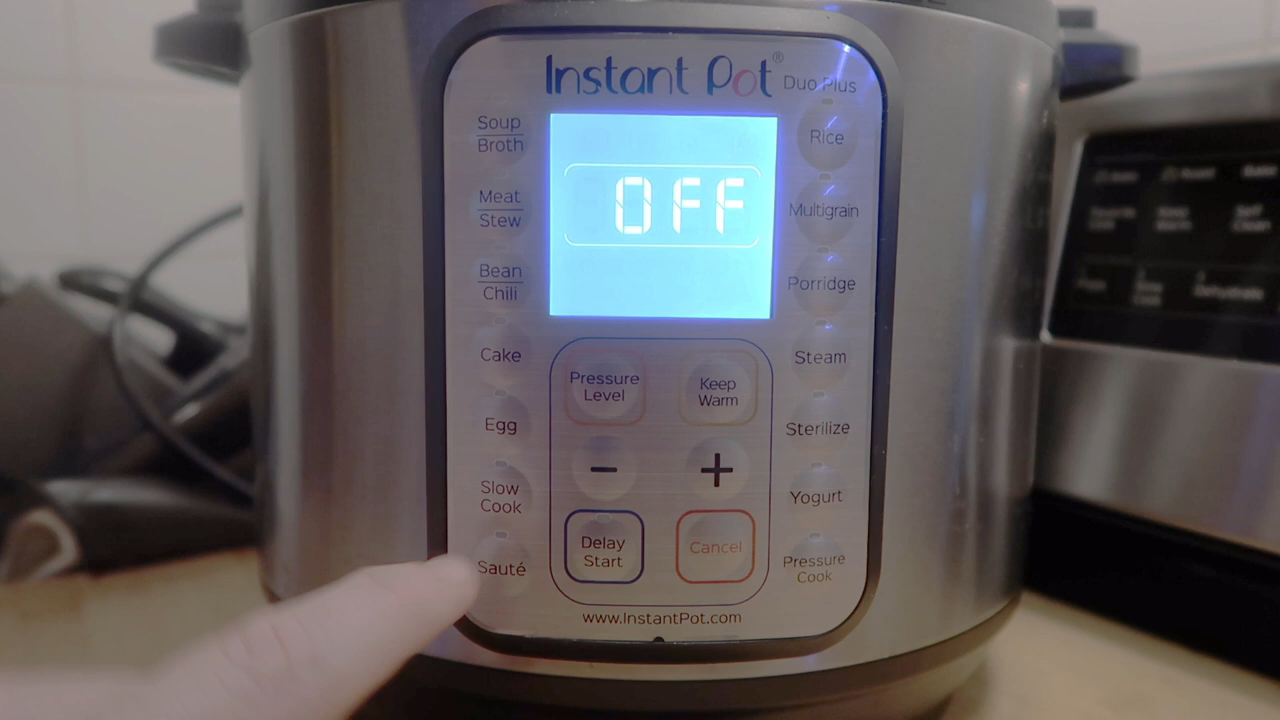 Instant Pot® Duo Plus
OFF
Soup
Broth
Meat
Stew
Bean
Chili
Cake
Egg
Slow
Cook
Sauté
Pressure
Level
Keep
Warm
− +
Delay
Start
Cancel
Rice
Multigrain
Porridge
Steam
Sterilize
Yogurt
Pressure
Cook
www.InstantPot.com